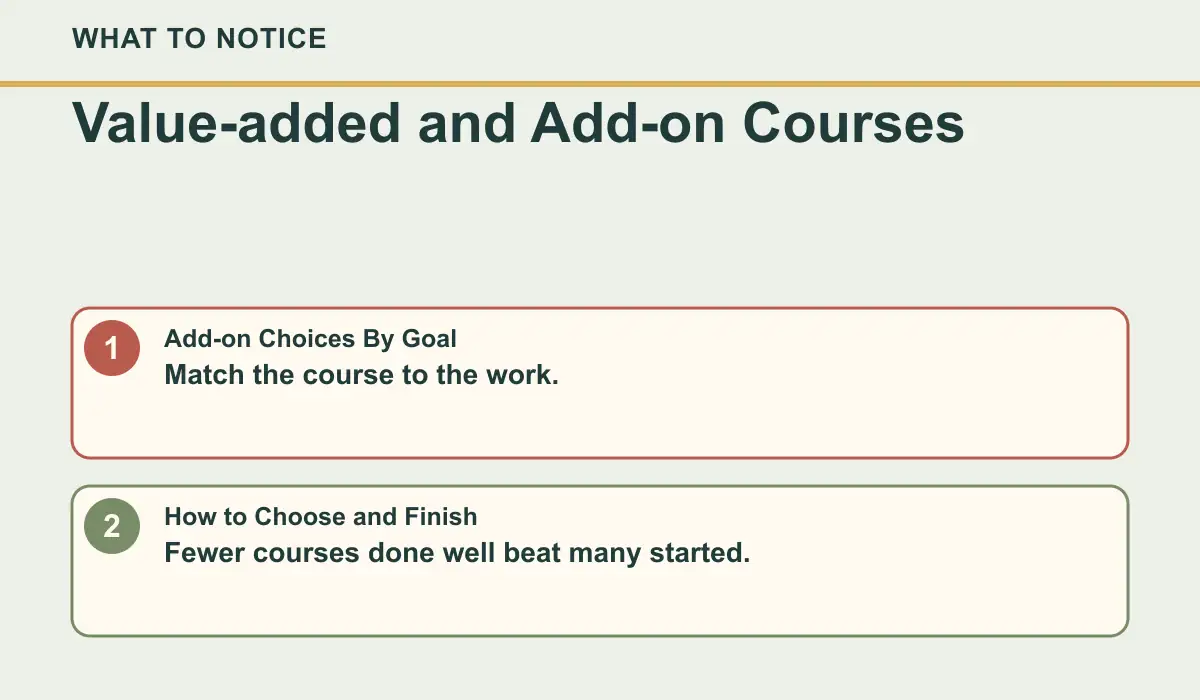 WHAT TO NOTICE
Value-added and Add-on Courses
1
Add-on Choices By Goal
Match the course to the work.
2
How to Choose and Finish
Fewer courses done well beat many started.